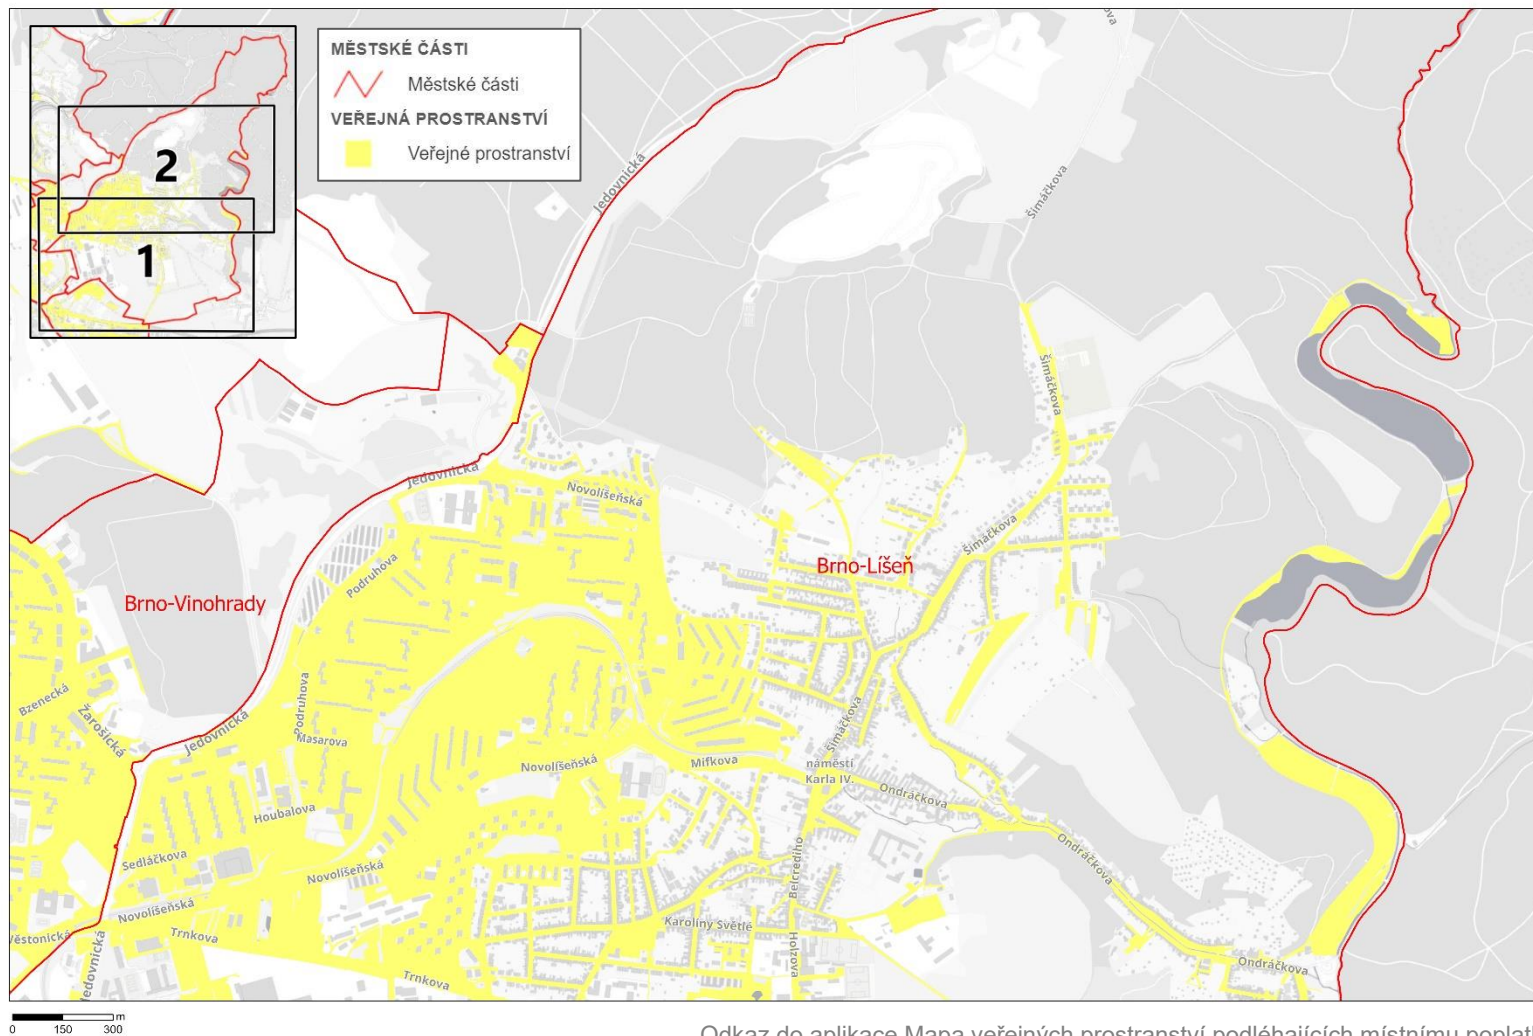 MĚSTSKÉ ČÁSTI
Městské části
VEŘEJNÁ PROSTRANSTVÍ
Veřejné prostranství
2
1
Jedovnická
Šimáčkova
Šimáčkova
Jedovnická
Novolíšeňská
Podruhova
Šimáčkova
Brno-Líšeň
Brno-Vinohrady
Bzenecká
Žarošická
Jedovnická
Podruhova
Masarova
Šimáčkova
Novolíšeňská
Mifkova
náměstí
Karla IV.
Ondráčkova
Houbalova
Sedláčkova
Novolíšeňská
Belcrediho
Ondráčkova
Novolíšeňská
Karolíny Světlé
Trnkova
Jedovnická
Holzova
Trnkova
Ondráčkova
0 150 300 m
Odkaz do aplikace Mapa veřejných prostranství podléhajících místnímu poplat